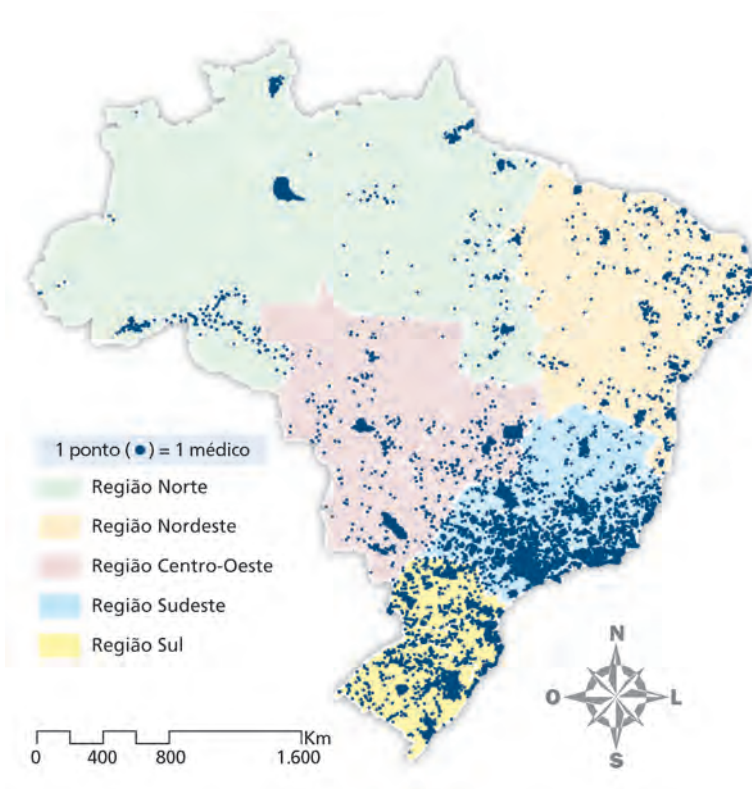 1 ponto (•) = 1 médico
Região Norte
Região Nordeste
Região Centro-Oeste
Região Sudeste
Região Sul
N
O L
S
Km
0 400 800 1.600